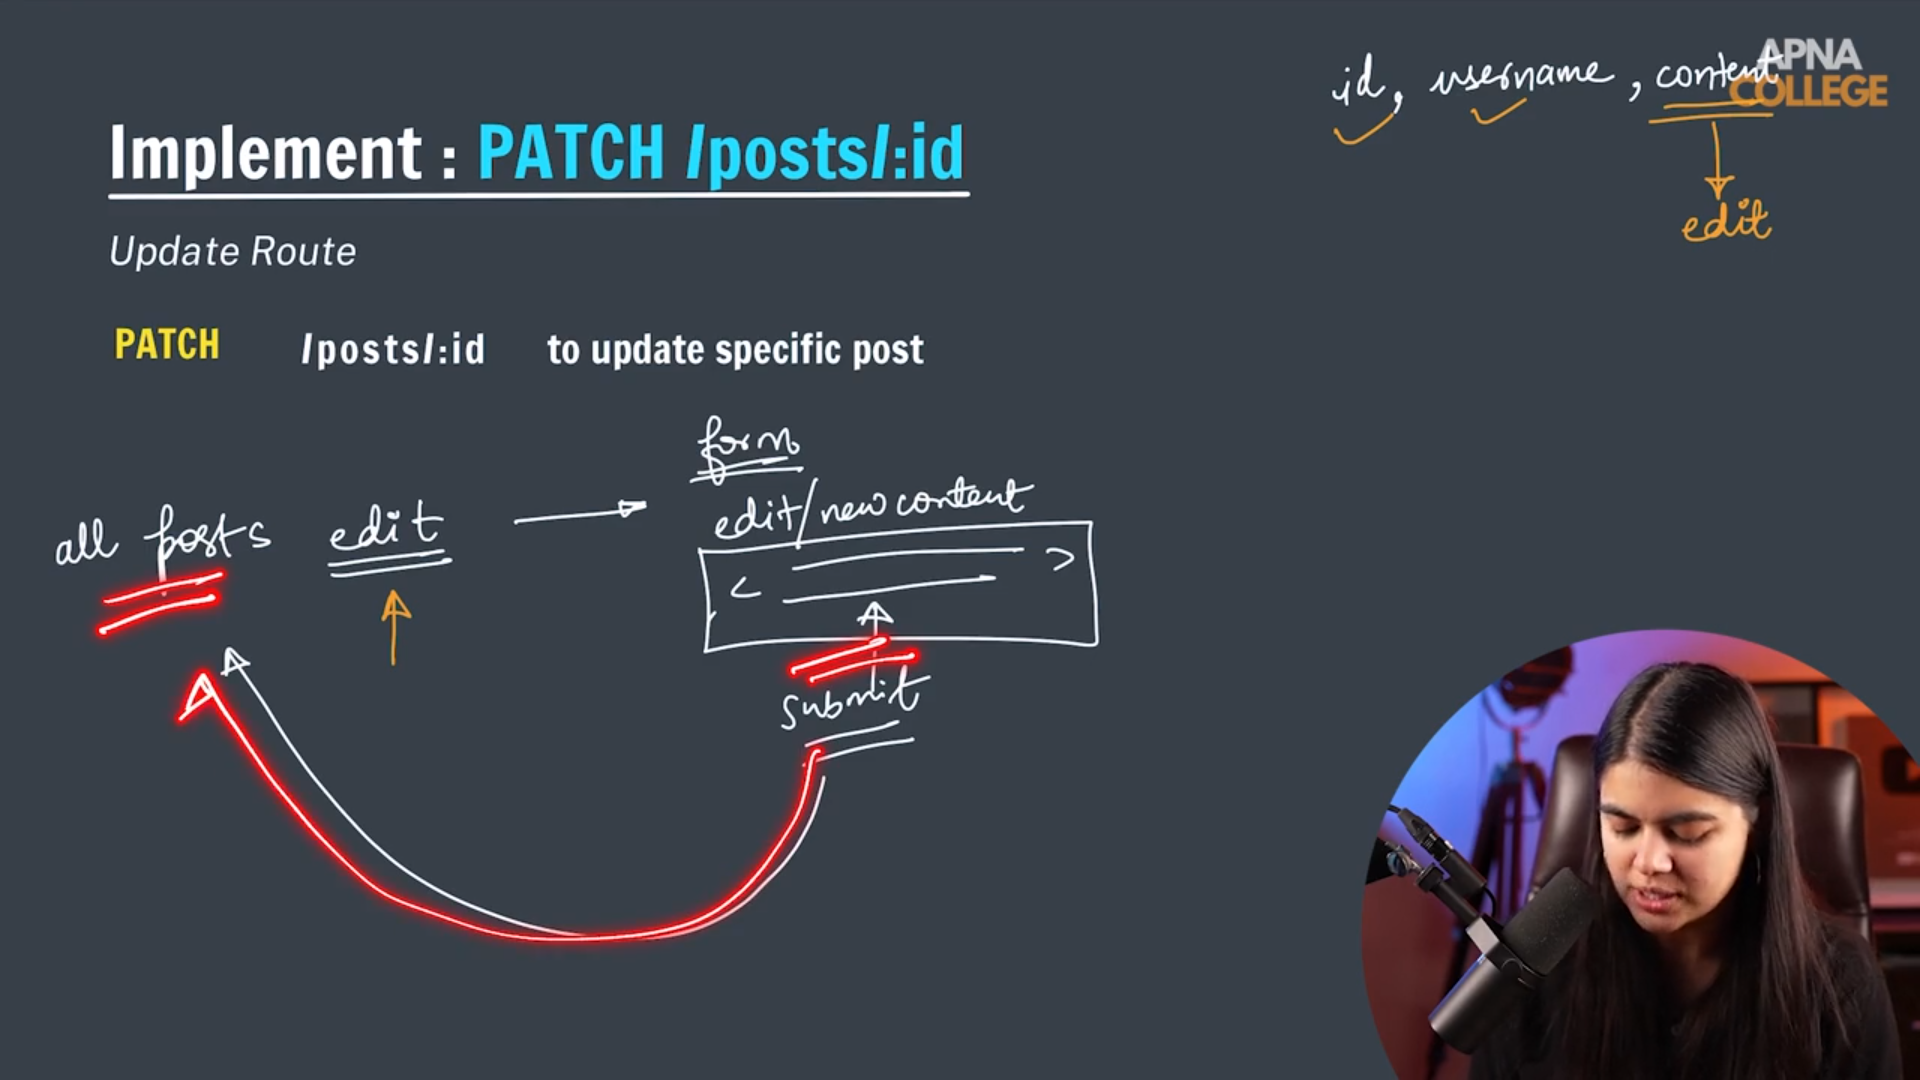 id, username, content
APNA
COLLEGE
Implement : PATCH /posts/:id
edit
Update Route
PATCH /posts/:id to update specific post
form
edit/new content
all posts edit
< >
submit